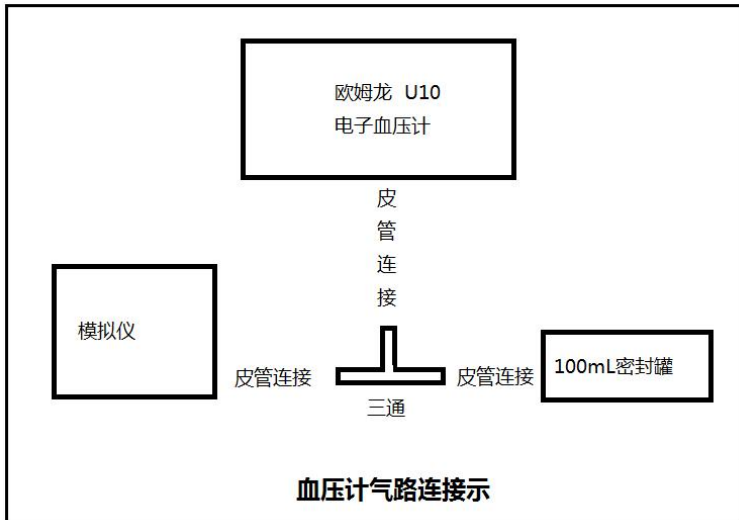 欧姆龙 U10
电子血压计
皮
管
连
接
模拟仪
皮管连接
皮管连接
100mL密封罐
三通
血压计气路连接示